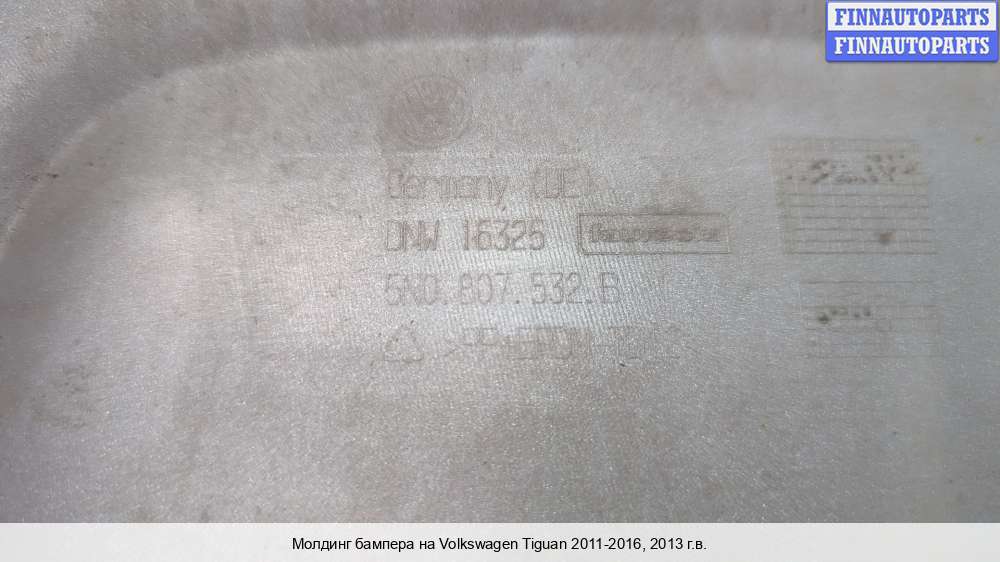 FINNAUTOPARTS
FINNAUTOPARTS
Germany (DE)
DNW 16325
5N0.807.532.B
Молдинг бампера на Volkswagen Tiguan 2011-2016, 2013 г.в.